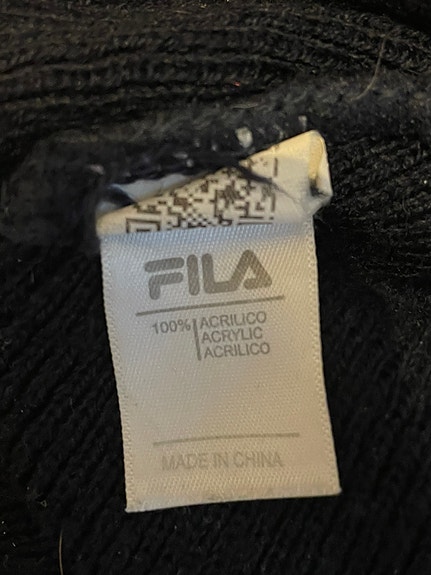 FILA
100% ACRILICO
ACRYLIC
ACRILICO
MADE IN CHINA